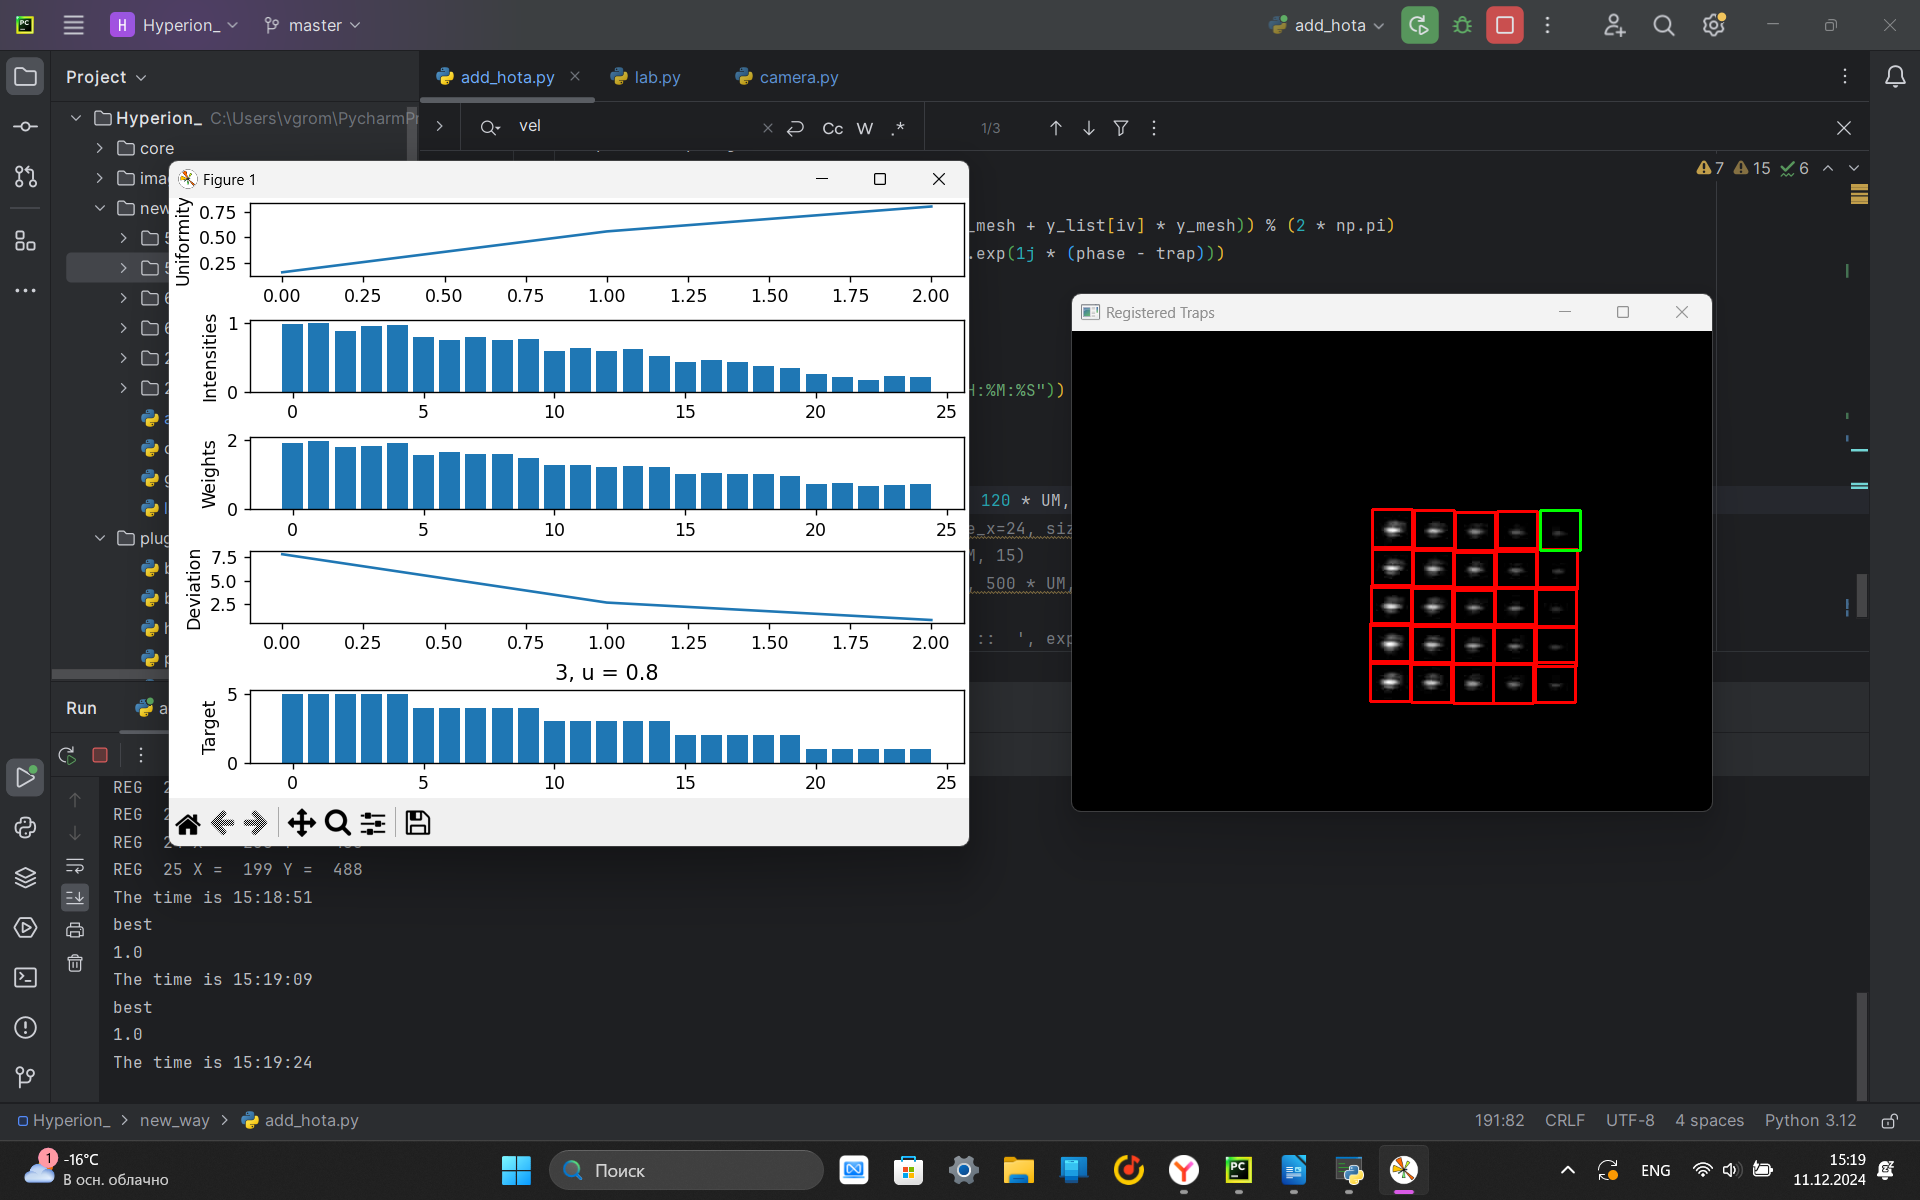 H Hyperion_ master
add_hota
Project
add_hota.py lab.py camera.py
Hyperion_ C:\Users\vgrom\PycharmPr
vel Cc W .* 1/3
core
ima
new
7 15 6
Figure 1
_mesh + y_list[iv] * y_mesh)) % (2 * np.pi)
.exp(1j * (phase - trap)))
Uniformity
0.75
0.50
0.25
0.00 0.25 0.50 0.75 1.00 1.25 1.50 1.75 2.00
Intensities
1
0
0 5 10 15 20 25
H:%M:%S"))
Weights
2
0
0 5 10 15 20 25
120 * UM,
e_x=24, siz
M, 15)
, 500 * UM,
:: ', exp
Deviation
7.5
5.0
2.5
0.00 0.25 0.50 0.75 1.00 1.25 1.50 1.75 2.00
3, u = 0.8
Target
5
0
0 5 10 15 20 25
Registered Traps
plug
Run
REG
REG
REG
REG 25 X = 199 Y = 488
The time is 15:18:51
best
1.0
The time is 15:19:09
best
1.0
The time is 15:19:24
Hyperion_ > new_way > add_hota.py
191:82 CRLF UTF-8 4 spaces Python 3.12
1
-16°C
В осн. облачно
Поиск
PC
ENG
15:19
11.12.2024